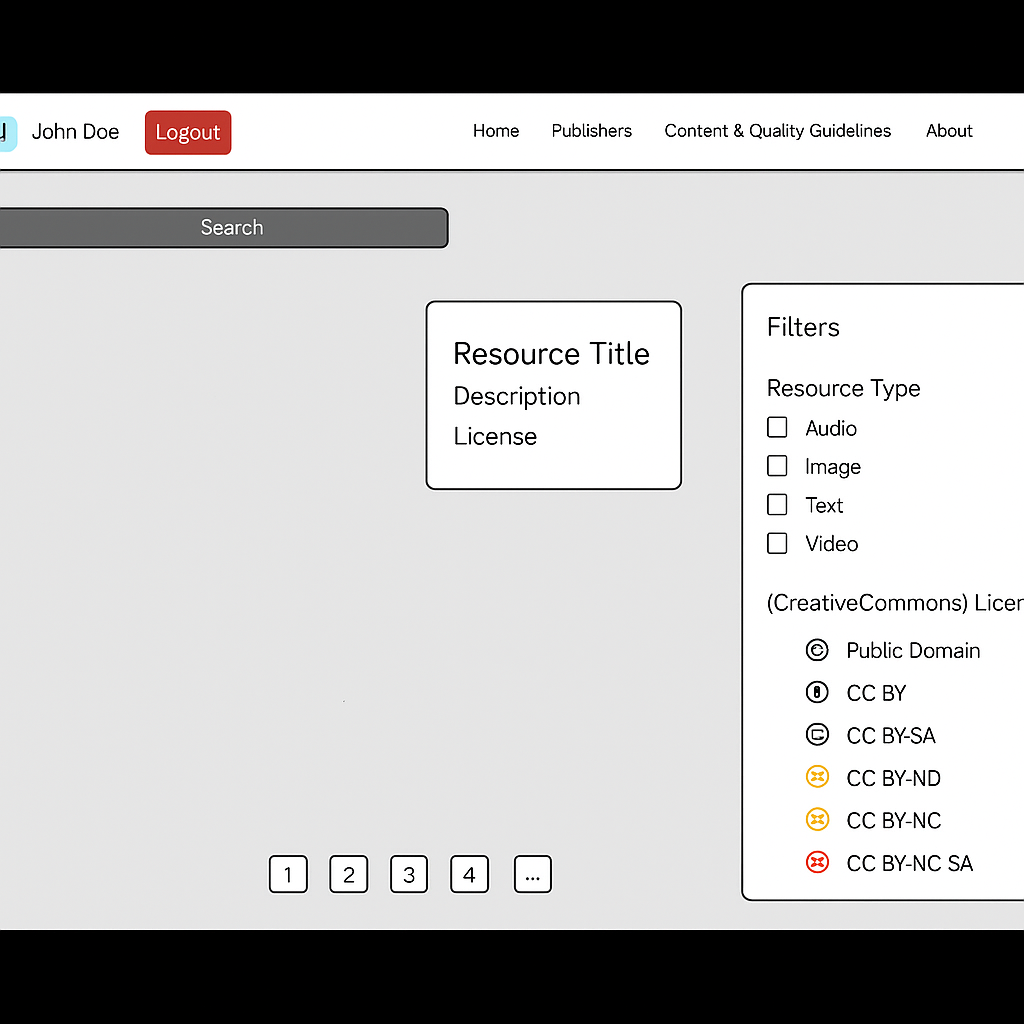 John Doe Logout Home Publishers Content & Quality Guidelines About
Search
Resource Title
Description
License
Filters
Resource Type
Audio
Image
Text
Video
(CreativeCommons) Licen
Public Domain
CC BY
CC BY-SA
CC BY-ND
CC BY-NC
CC BY-NC SA
1 2 3 4 ...